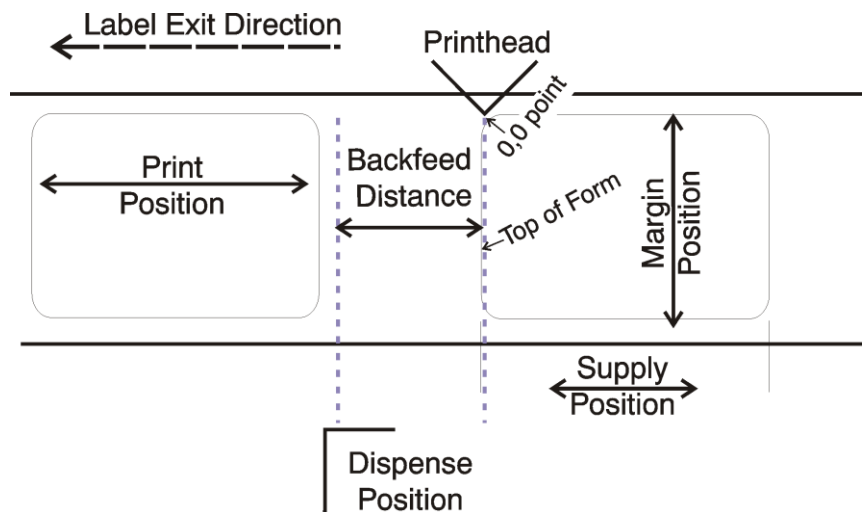 Label Exit Direction
Printhead
0,0 point
Print
Position
Backfeed
Distance
Top of Form
Margin
Position
Supply
Position
Dispense
Position